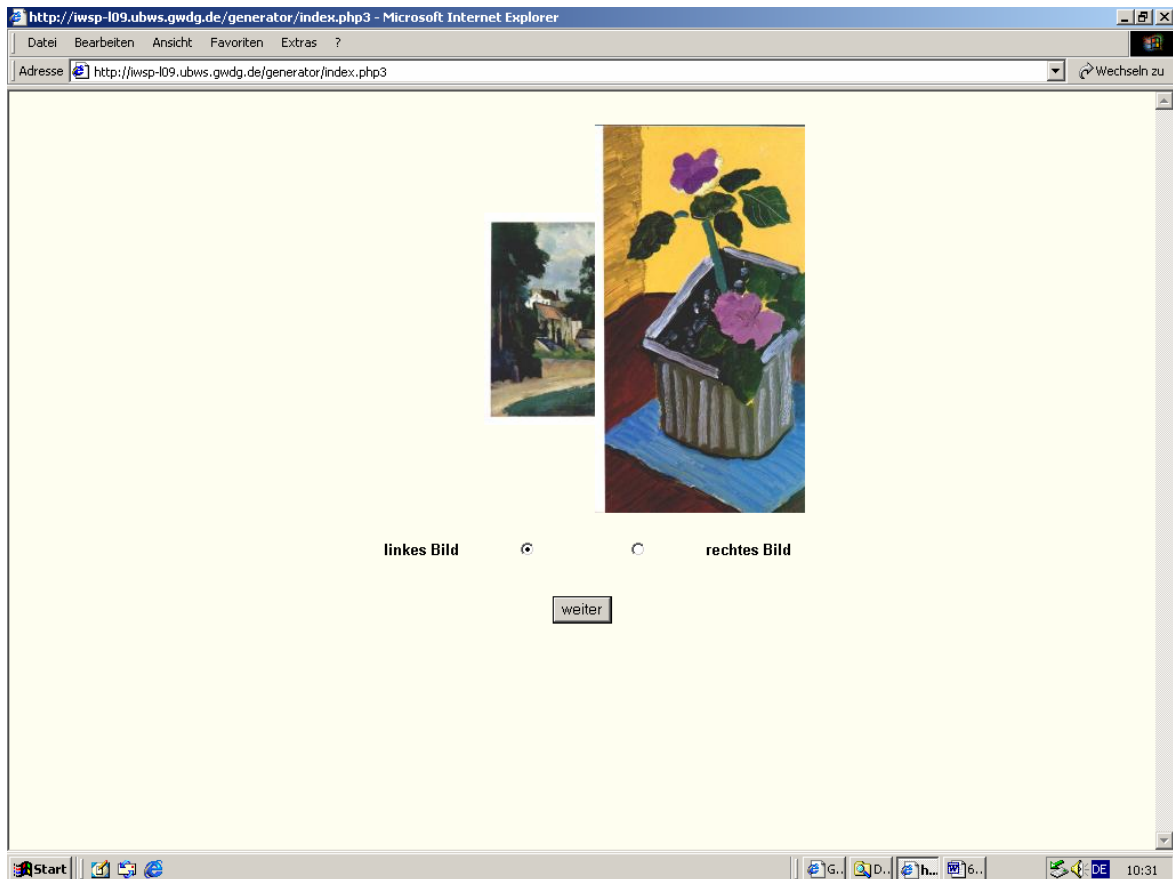 http://iwsp-l09.ubws.gwdg.de/generator/index.php3 - Microsoft Internet Explorer
Datei Bearbeiten Ansicht Favoriten Extras ?
Adresse http://iwsp-l09.ubws.gwdg.de/generator/index.php3 Wechseln zu
linkes Bild rechtes Bild
weiter
Start G.. D.. h... 6.. DE 10:31